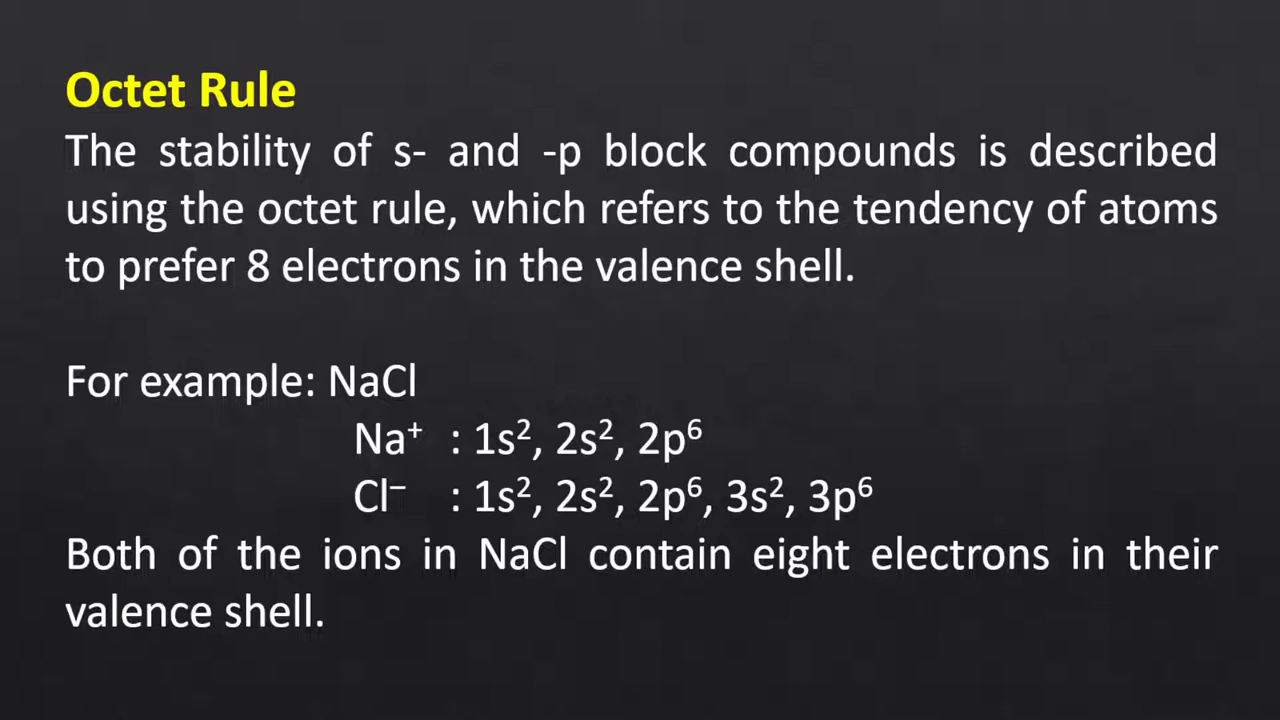 Octet Rule
The stability of s- and -p block compounds is described
using the octet rule, which refers to the tendency of atoms
to prefer 8 electrons in the valence shell.
For example: NaCl
Na⁺ : 1s², 2s², 2p⁶
Cl⁻ : 1s², 2s², 2p⁶, 3s², 3p⁶
Both of the ions in NaCl contain eight electrons in their
valence shell.